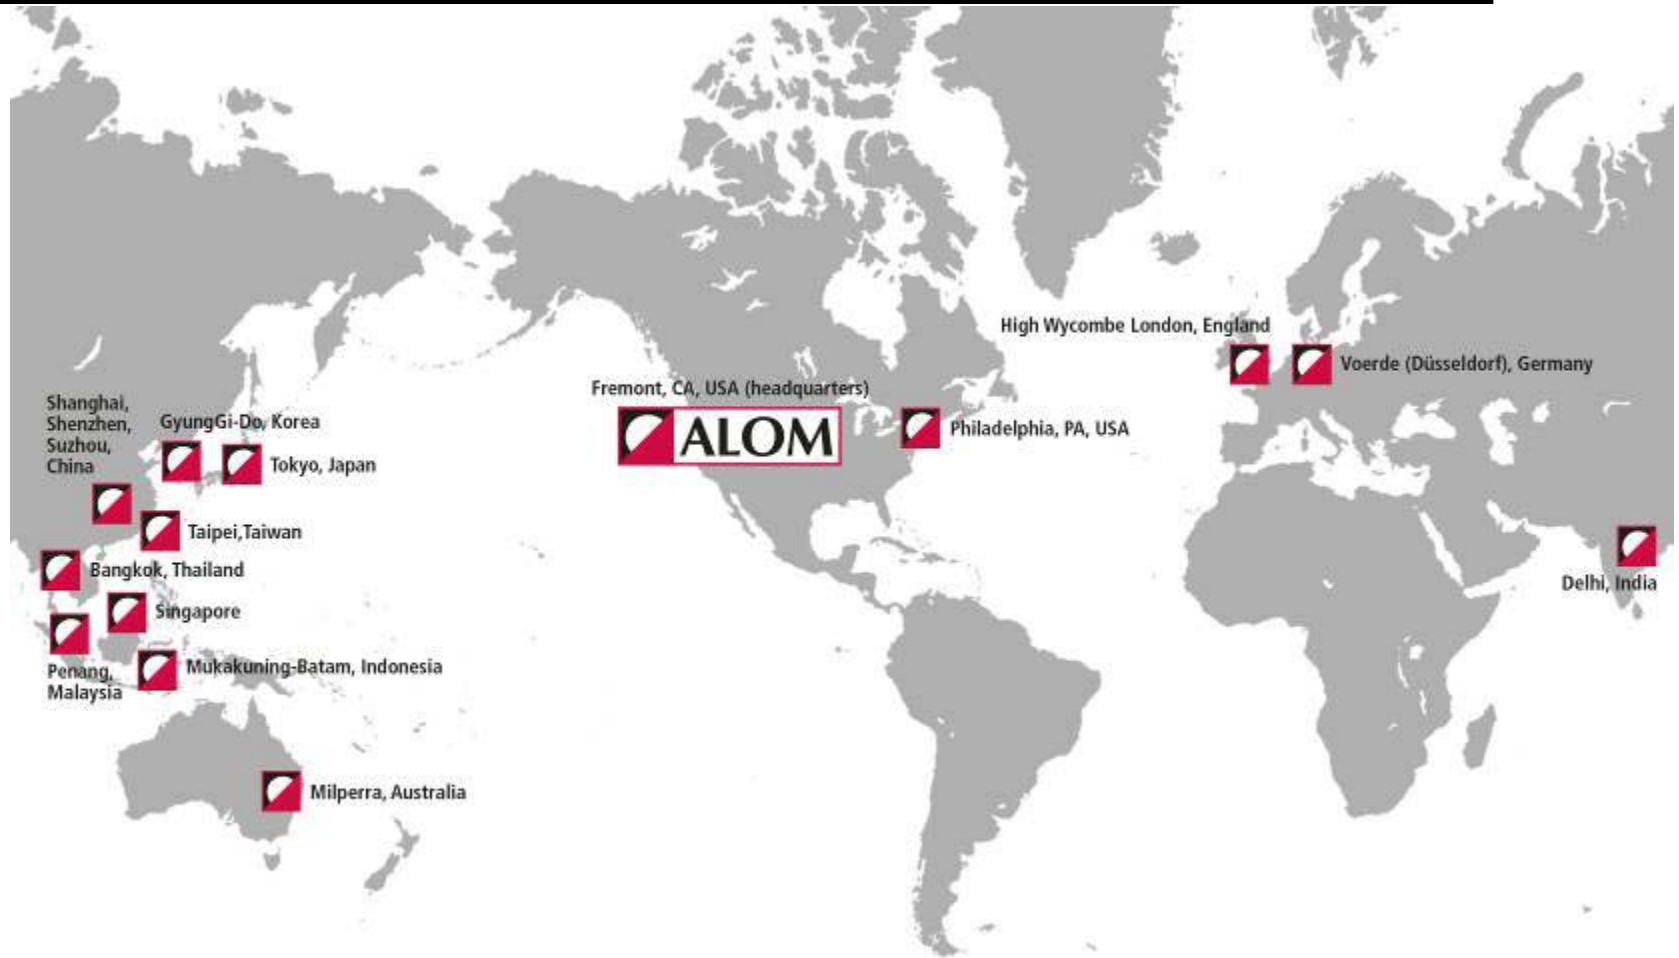 High Wycombe London, England
Voerde (Düsseldorf), Germany
Fremont, CA, USA (headquarters)
ALOM
Philadelphia, PA, USA
Shanghai,
Shenzhen,
Suzhou,
China
GyungGi-Do, Korea
Tokyo, Japan
Taipei,Taiwan
Bangkok, Thailand
Singapore
Penang,
Malaysia
Mukakuning-Batam, Indonesia
Delhi, India
Milperra, Australia